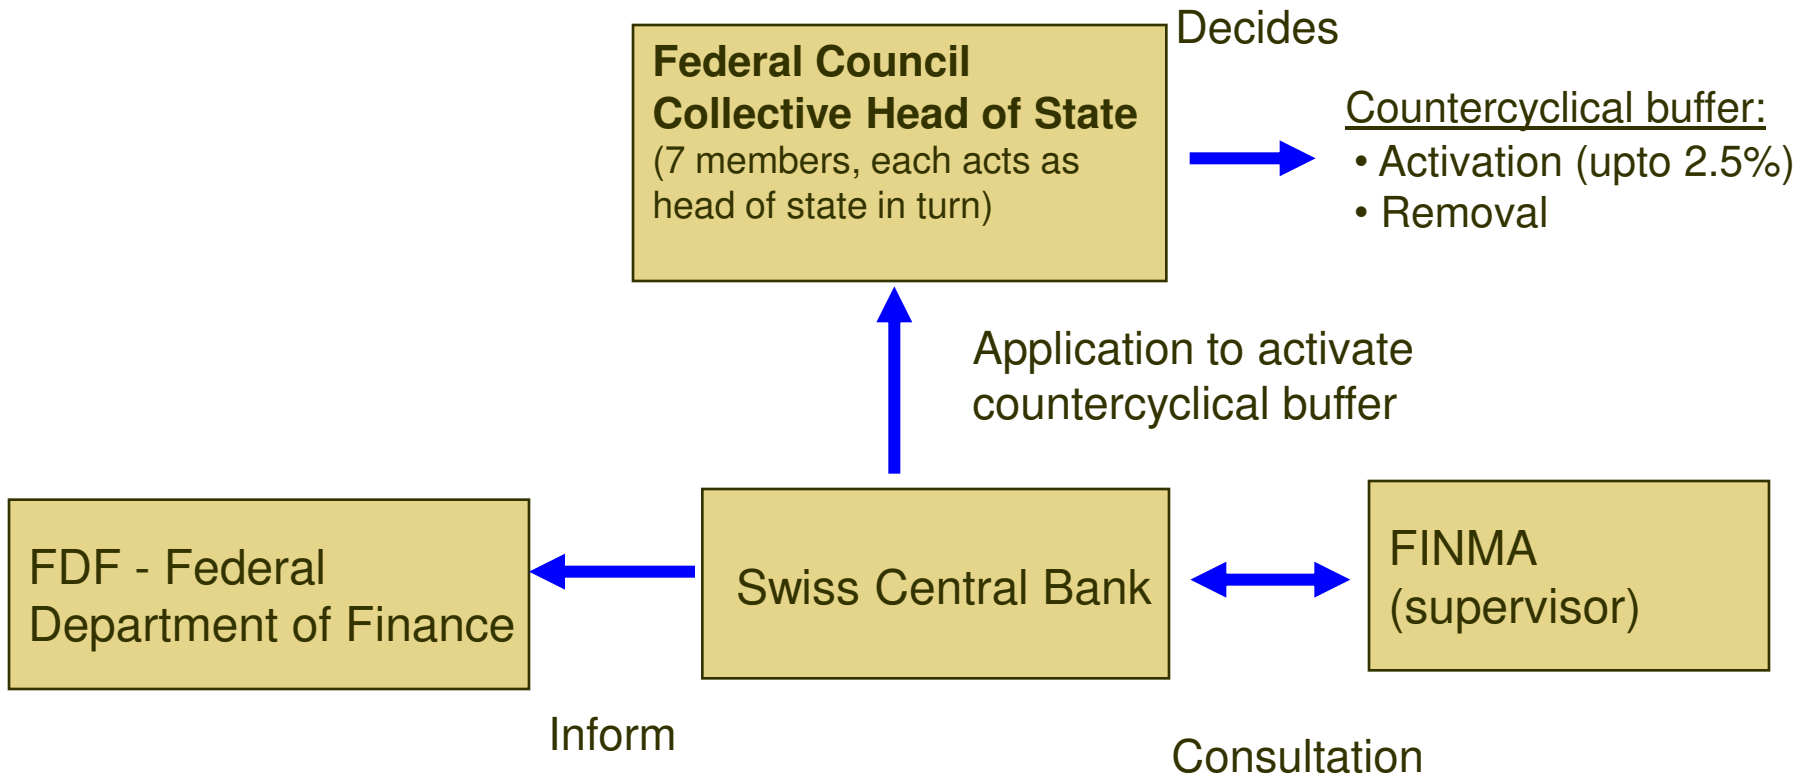 Decides
Federal Council
Collective Head of State
(7 members, each acts as
head of state in turn)
Countercyclical buffer:
• Activation (upto 2.5%)
• Removal
Application to activate
countercyclical buffer
FDF - Federal
Department of Finance
Swiss Central Bank
FINMA
(supervisor)
Inform
Consultation